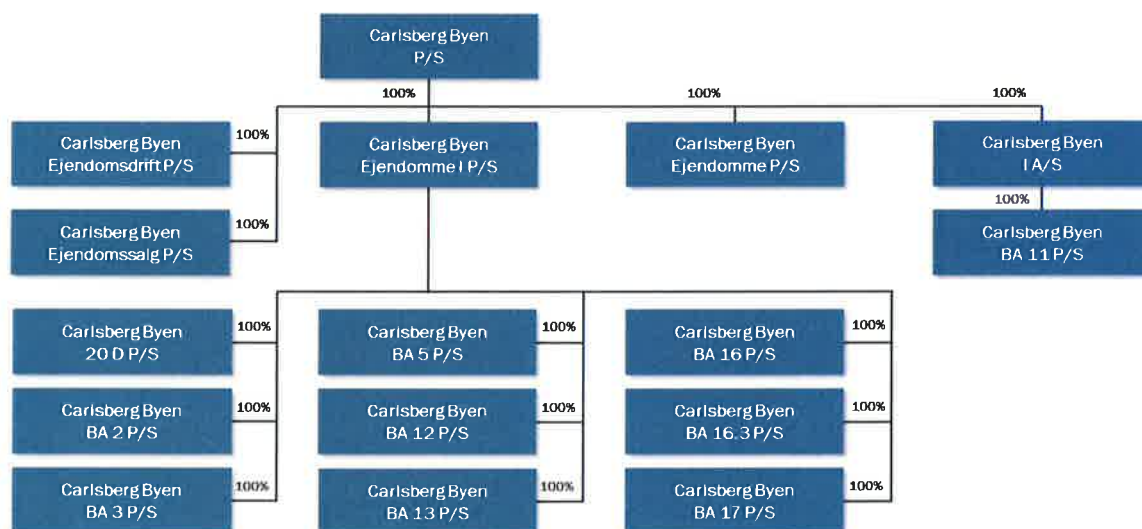 Carlsberg Byen
P/S
100%
100%
100%
100%
Carlsberg Byen
Ejendomsdrift P/S
Carlsberg Byen
Ejendomme I P/S
Carlsberg Byen
Ejendomme P/S
Carlsberg Byen
I A/S
100%
100%
Carlsberg Byen
Ejendomssalg P/S
Carlsberg Byen
BA 11 P/S
Carlsberg Byen
20 D P/S
100%
Carlsberg Byen
BA 5 P/S
100%
Carlsberg Byen
BA 16 P/S
100%
Carlsberg Byen
BA 2 P/S
100%
Carlsberg Byen
BA 12 P/S
100%
Carlsberg Byen
BA 16.3 P/S
100%
Carlsberg Byen
BA 3 P/S
100%
Carlsberg Byen
BA 13 P/S
100%
Carlsberg Byen
BA 17 P/S
100%